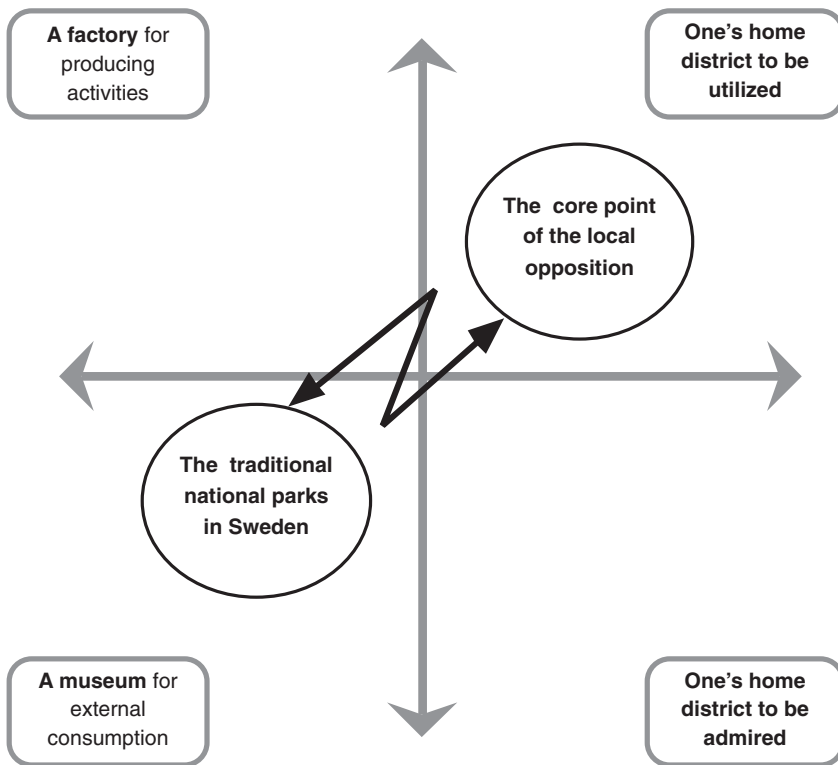 A factory for
producing
activities
One’s home
district to be
utilized
The core point
of the local
opposition
The traditional
national parks
in Sweden
A museum for
external
consumption
One’s home
district to be
admired